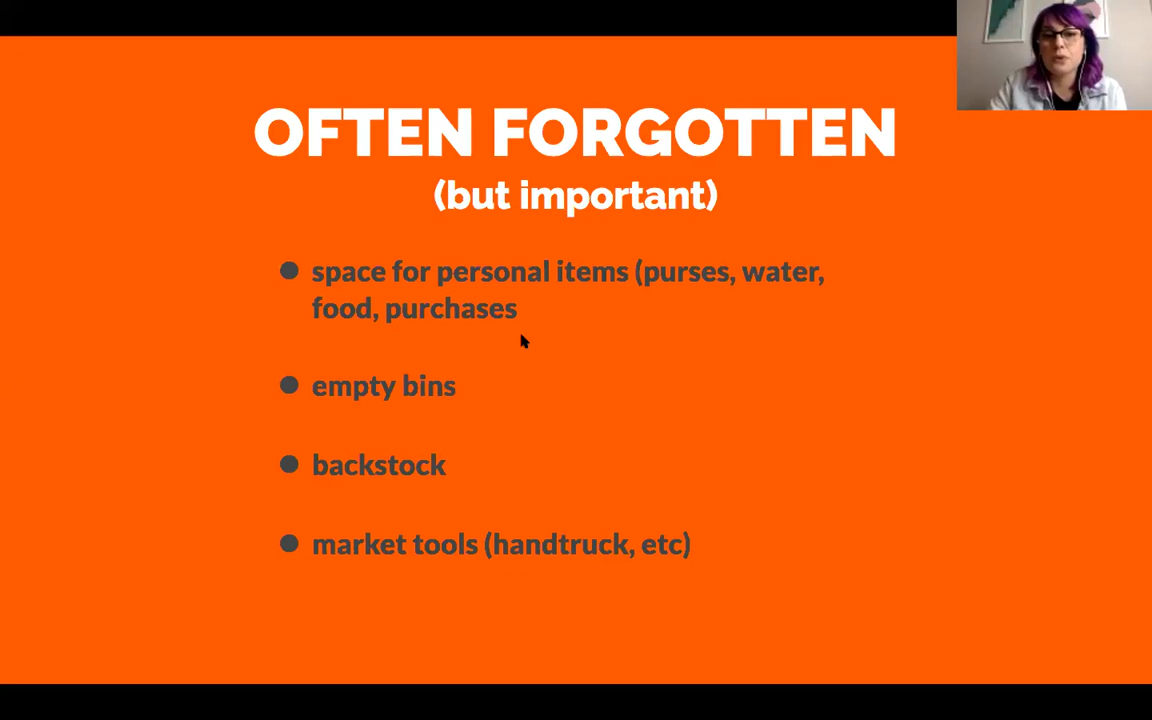 OFTEN FORGOTTEN
(but important)
● space for personal items (purses, water,
food, purchases
● empty bins
● backstock
● market tools (handtruck, etc)